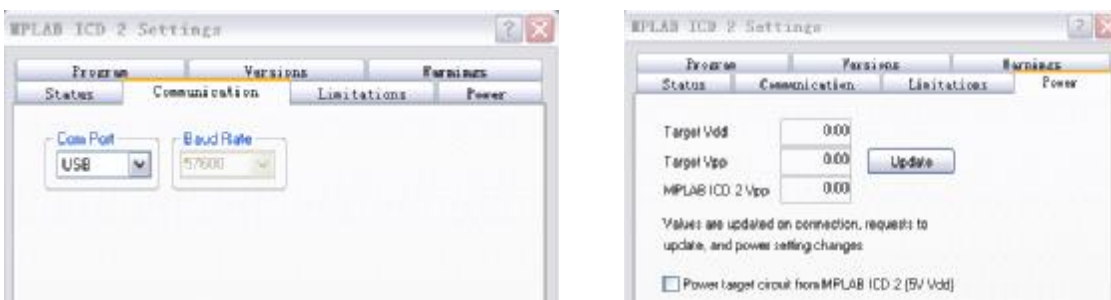 MPLAB ICD 2 Settings
Program Versions Warnings
Status Communication Limitations Power
Com Port Baud Rate
USB 57600
MPLAB ICD 2 Settings
Program Versions Warnings
Status Communication Limitations Power
Target Vdd 0.00
Target Vpp 0.00 Update
MPLAB ICD 2 Vpp 0.00
Values are updated on connection, requests to
update, and power setting changes
Power target circuit from MPLAB ICD 2 (5V Vdd)